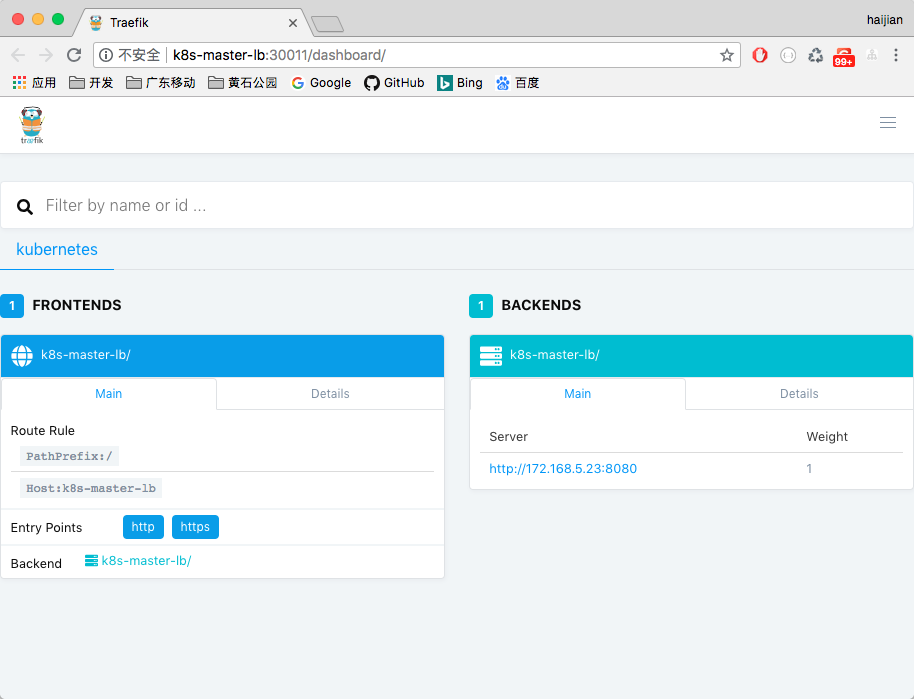 Traefik
haijian
不安全 k8s-master-lb:30011/dashboard/
99+
应用 开发 广东移动 黄石公园 Google GitHub Bing 百度
træfik
Filter by name or id ...
kubernetes
1 FRONTENDS
k8s-master-lb/
Main Details
Route Rule
PathPrefix:/
Host:k8s-master-lb
Entry Points http https
Backend k8s-master-lb/
1 BACKENDS
k8s-master-lb/
Main Details
Server Weight
http://172.168.5.23:8080 1